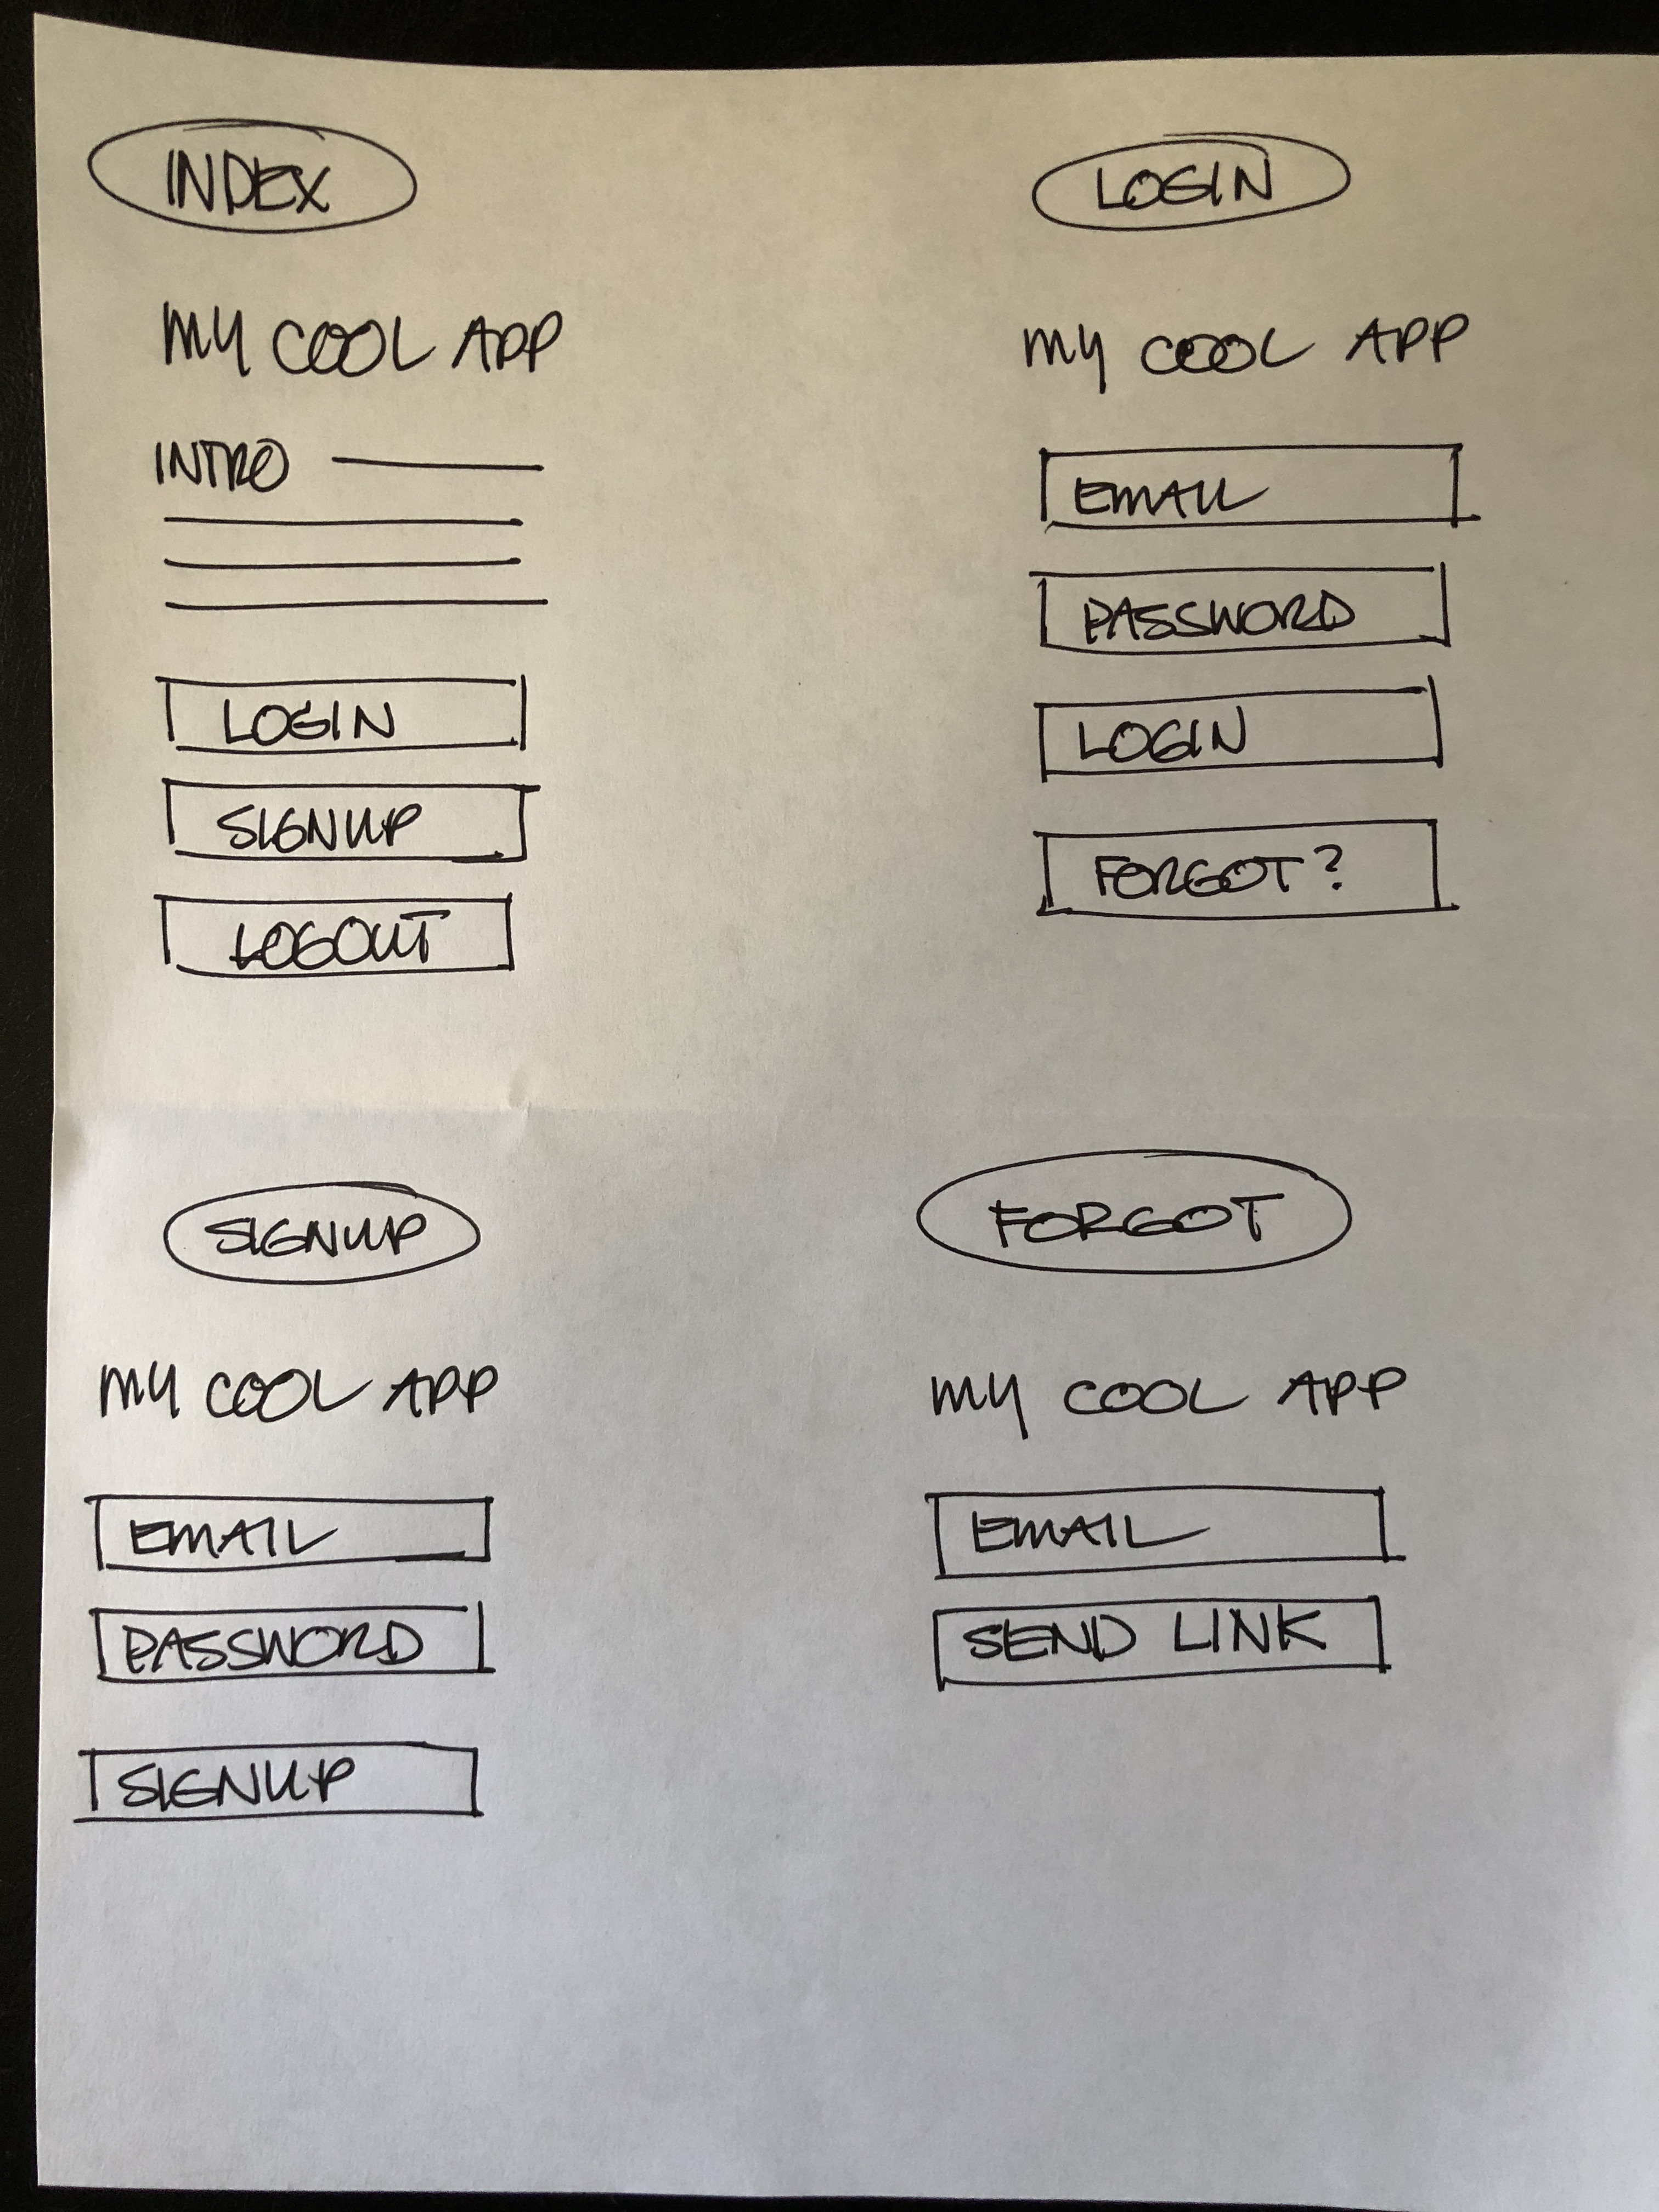 INDEX
MY COOL APP
INTRO
LOGIN
SIGNUP
LOGOUT
LOGIN
MY COOL APP
EMAIL
PASSWORD
LOGIN
FORGOT?
SIGNUP
MY COOL APP
EMAIL
PASSWORD
SIGNUP
FORGOT
MY COOL APP
EMAIL
SEND LINK